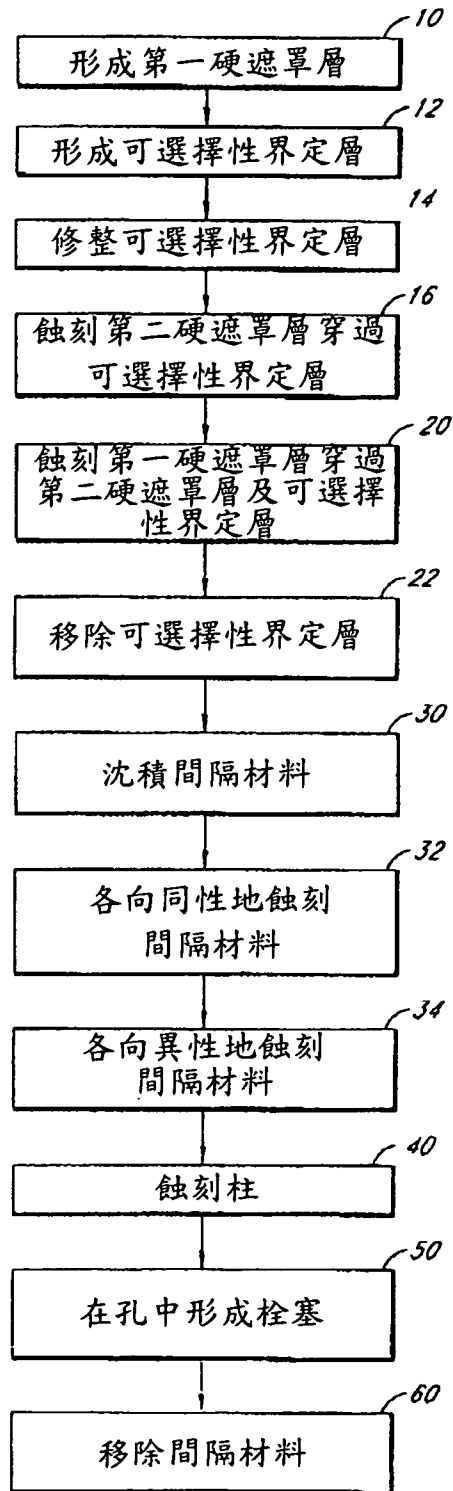 10
形成第一硬遮罩層
12
形成可選擇性界定層
14
修整可選擇性界定層
16
蝕刻第二硬遮罩層穿過
可選擇性界定層
20
蝕刻第一硬遮罩層穿過
第二硬遮罩層及可選擇
性界定層
22
移除可選擇性界定層
30
沈積間隔材料
32
各向同性地蝕刻
間隔材料
34
各向異性地蝕刻
間隔材料
40
蝕刻柱
50
在孔中形成栓塞
60
移除間隔材料